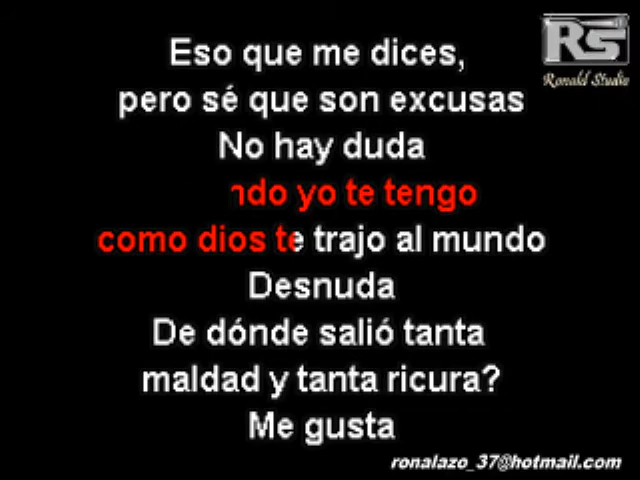 Eso que me dices,
RS
pero sé que son excusas
Ronald Studio
No hay duda
ndo yo te tengo
como dios te trajo al mundo
Desnuda
De dónde salió tanta
maldad y tanta ricura?
Me gusta
ronalazo_37@hotmail.com